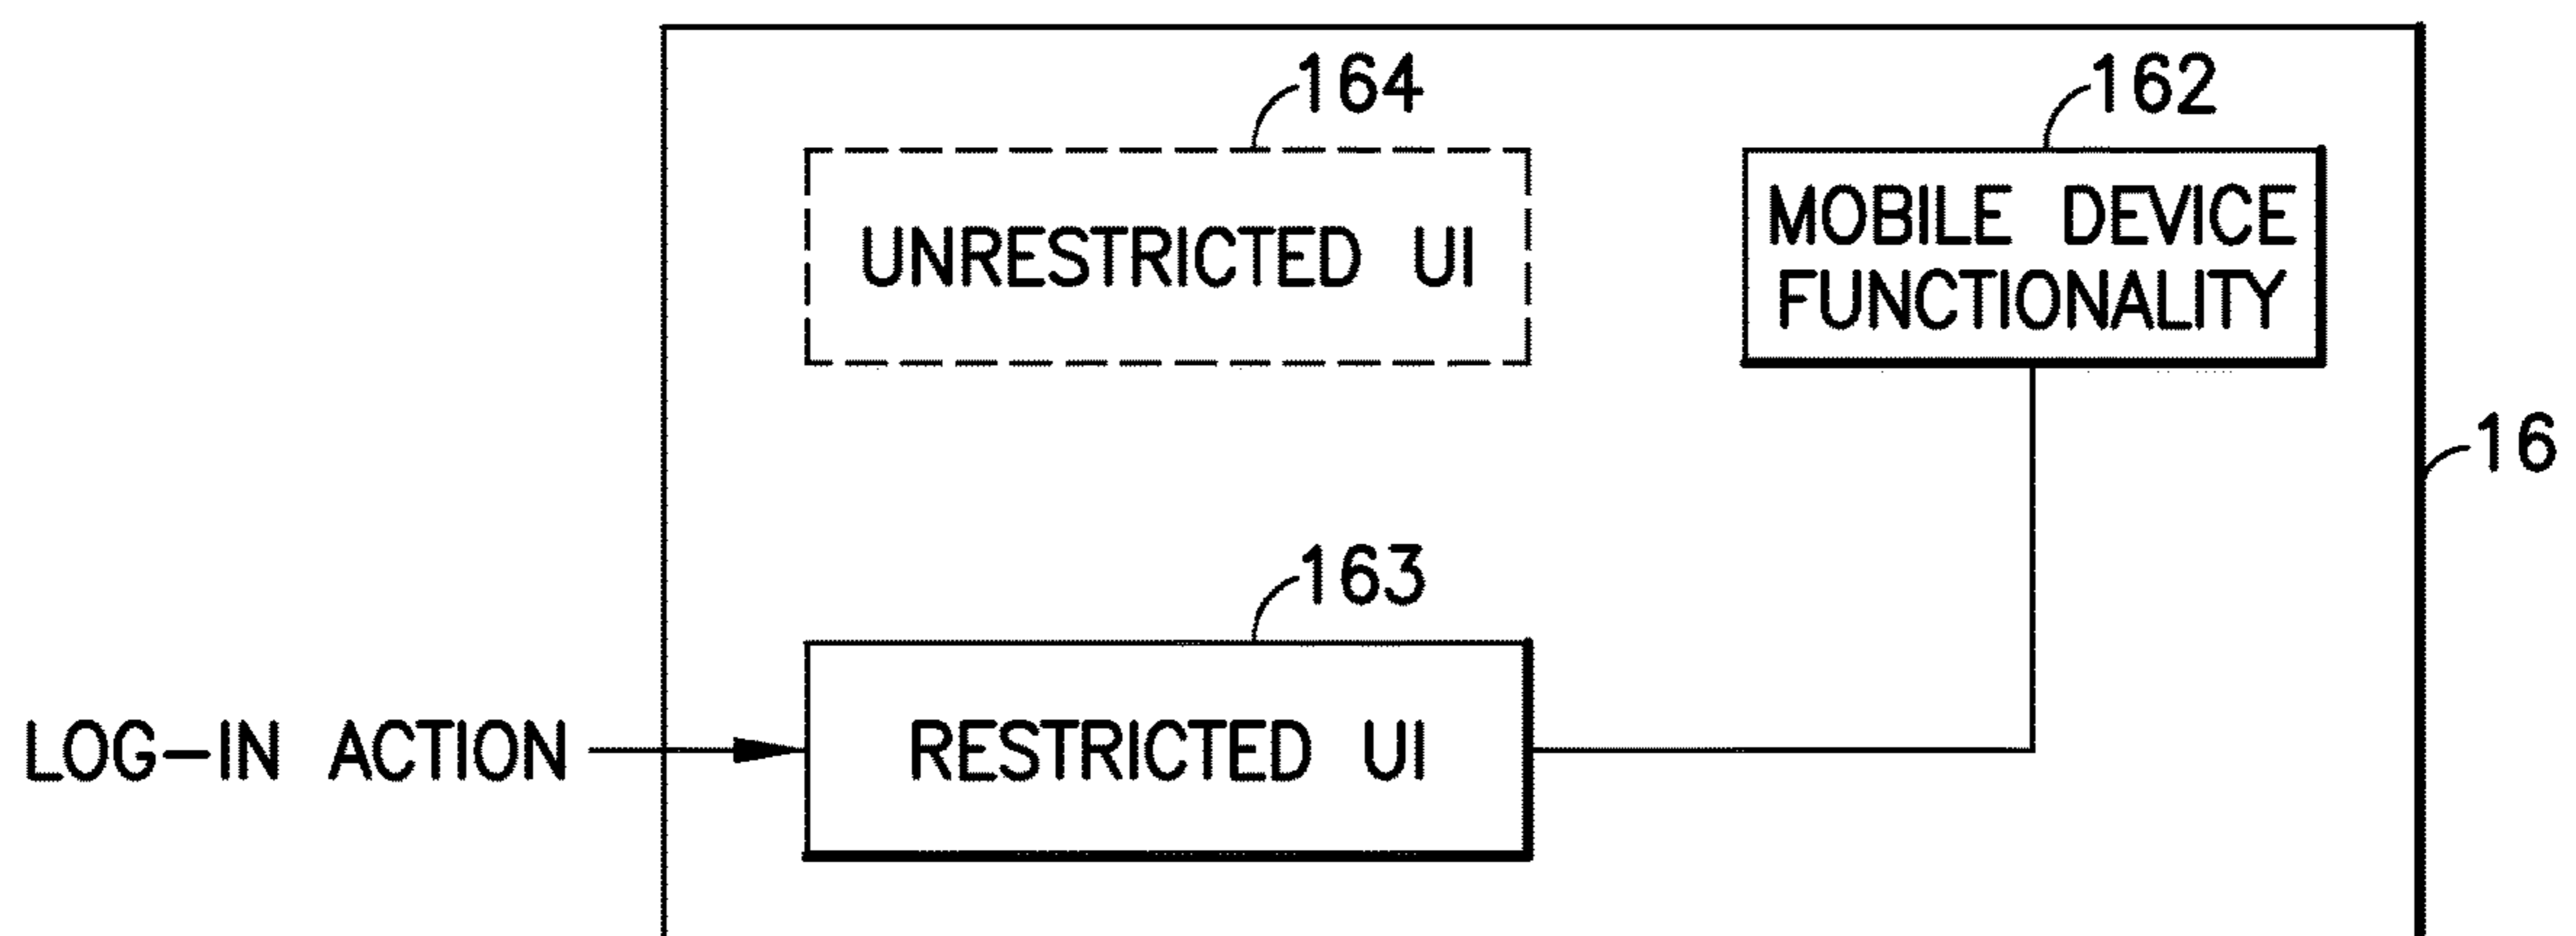 164
162
UNRESTRICTED UI
MOBILE DEVICE
FUNCTIONALITY
16
163
LOG-IN ACTION
RESTRICTED UI